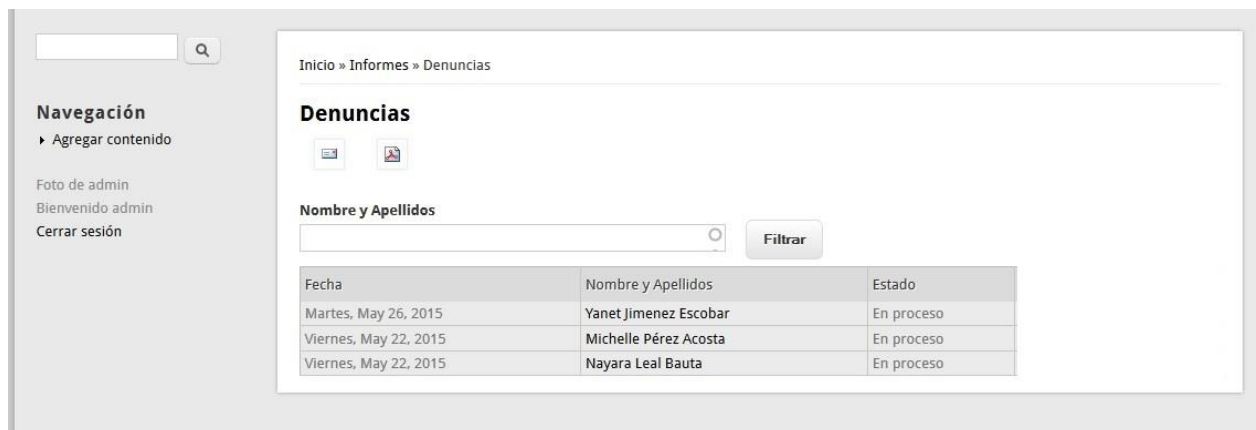 Navegación
Agregar contenido
Foto de admin
Bienvenido admin
Cerrar sesión
Inicio » Informes » Denuncias
Denuncias
Nombre y Apellidos
Filtrar
Fecha Nombre y Apellidos Estado
Martes, May 26, 2015 Yanet Jimenez Escobar En proceso
Viernes, May 22, 2015 Michelle Pérez Acosta En proceso
Viernes, May 22, 2015 Nayara Leal Bauta En proceso